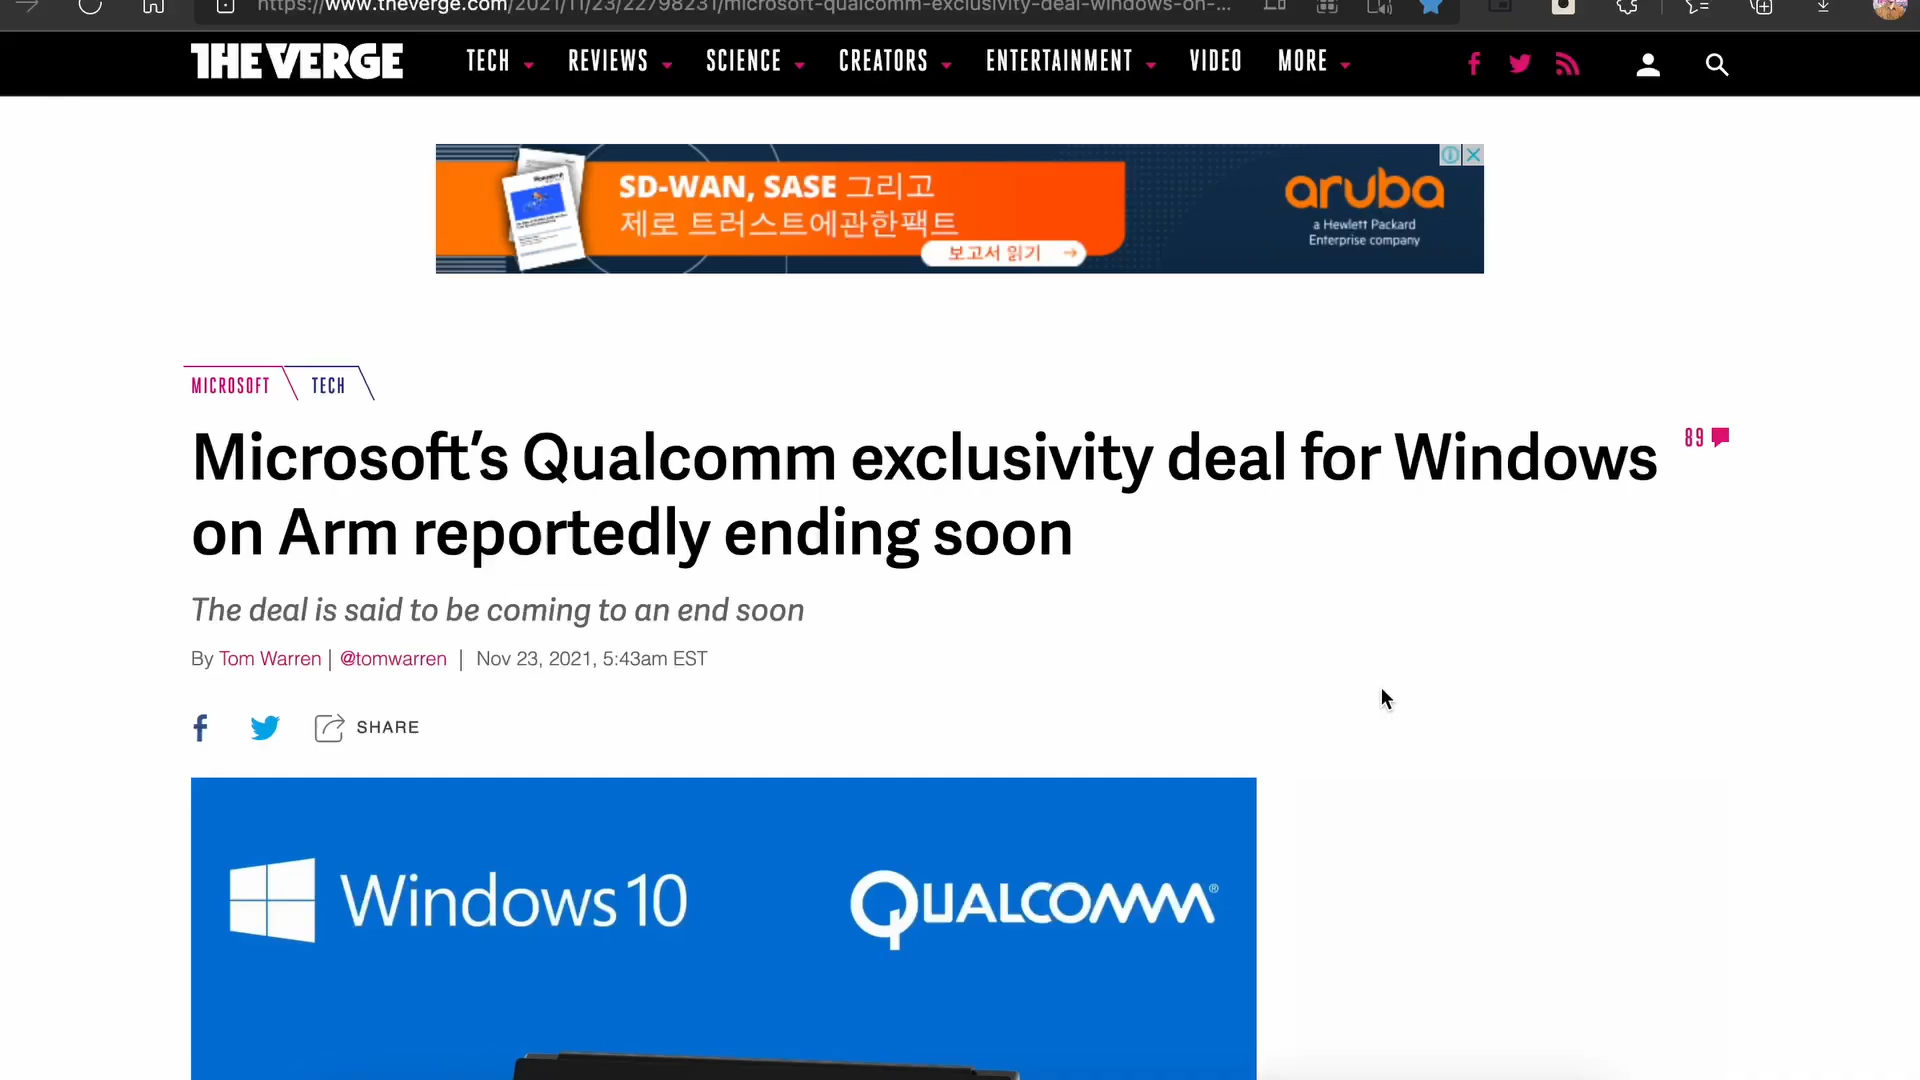 https://www.theverge.com/2021/11/23/22798231/microsoft-qualcomm-exclusivity-deal-windows-on-...
THE VERGE
TECH
REVIEWS
SCIENCE
CREATORS
ENTERTAINMENT
VIDEO
MORE
SD-WAN, SASE 그리고
제로 트러스트에관한팩트
보고서 읽기 →
aruba
a Hewlett Packard
Enterprise company
MICROSOFT
TECH
Microsoft’s Qualcomm exclusivity deal for Windows
on Arm reportedly ending soon
89
The deal is said to be coming to an end soon
By Tom Warren | @tomwarren | Nov 23, 2021, 5:43am EST
SHARE
Windows 10
QUALCOMM®